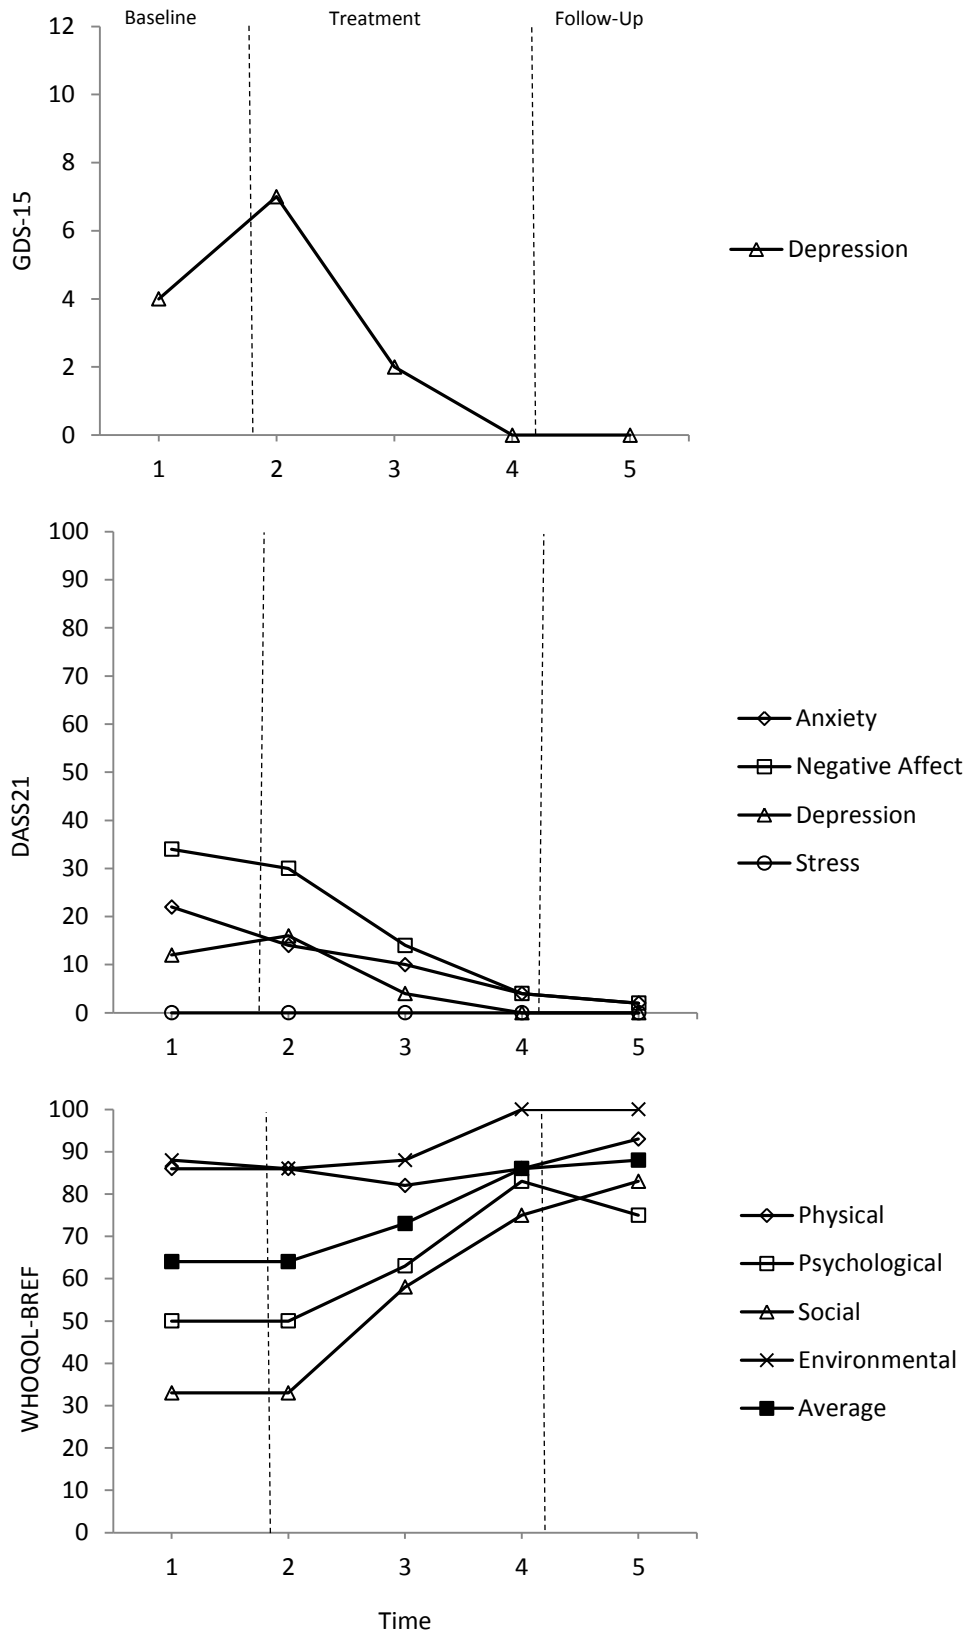 Baseline Treatment Follow-Up
12
10
8
6
4
2
0
GDS-15
1 2 3 4 5
Depression
100
90
80
70
60
50
40
30
20
10
0
DASS21
1 2 3 4 5
Anxiety
Negative Affect
Depression
Stress
100
90
80
70
60
50
40
30
20
10
0
WHOQOL-BREF
1 2 3 4 5
Time
Physical
Psychological
Social
Environmental
Average